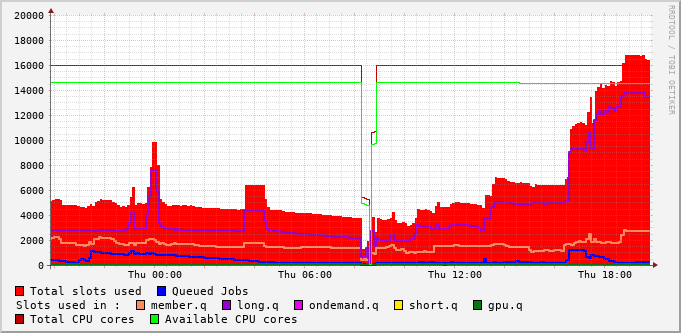 20000
18000
16000
14000
12000
10000
8000
6000
4000
2000
0
Thu 00:00 Thu 06:00 Thu 12:00 Thu 18:00
RRDTOOL / TOBI OETIKER
Total slots used Queued Jobs
Slots used in : member.q long.q ondemand.q short.q gpu.q
Total CPU cores Available CPU cores